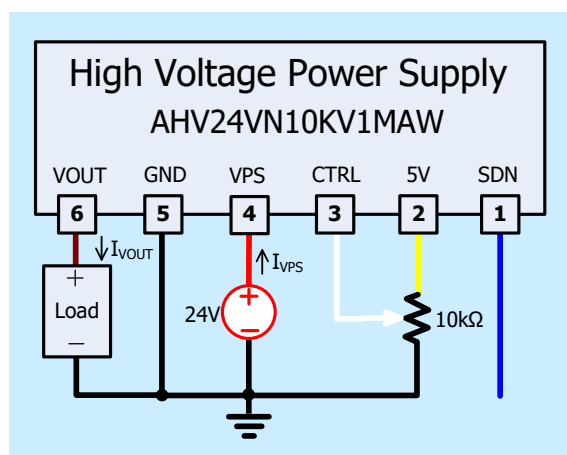 High Voltage Power Supply
AHV24VN10KV1MAW
VOUT GND VPS CTRL 5V SDN
6 5 4 3 2 1
↓IVOUT ↑IVPS
+ +
Load 24V 10kΩ
− −